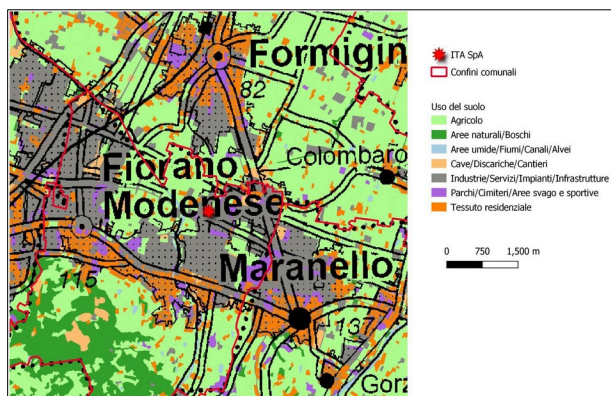 Formigin
82
Colombaro
Fiorano
Modenese
Maranello
115
137
Gorz
ITA SpA
Confini comunali
Uso del suolo
Agricolo
Aree naturali/Boschi
Aree umide/Fiumi/Canali/Alvei
Cave/Discariche/Cantieri
Industrie/Servizi/Impianti/Infrastrutture
Parchi/Cimiteri/Aree svago e sportive
Tessuto residenziale
0 750 1,500 m